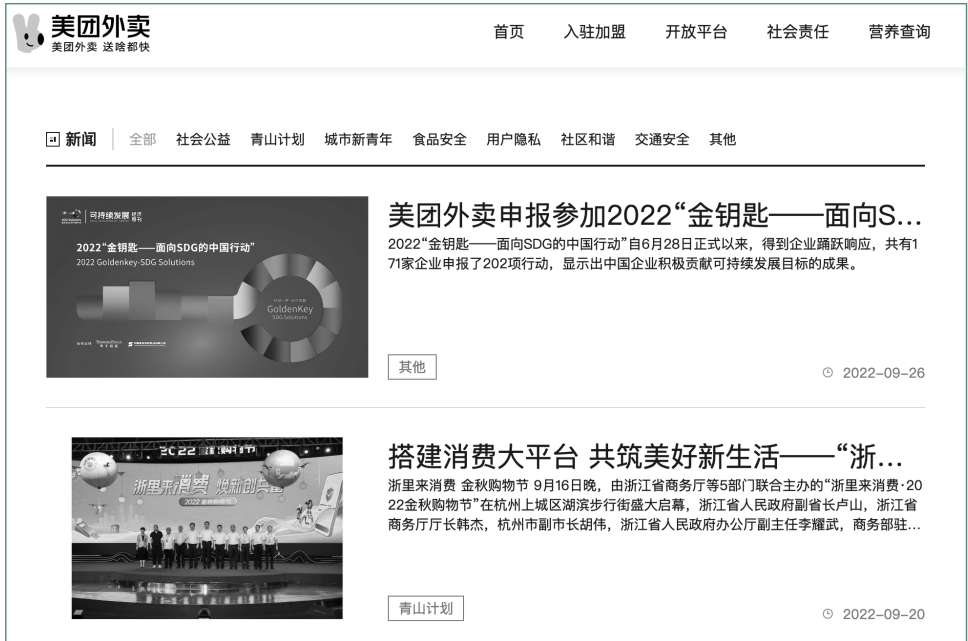 美团外卖
美团外卖 送啥都快
首页 入驻加盟 开放平台 社会责任 营养查询
新闻 全部 社会公益 青山计划 城市新青年 食品安全 用户隐私 社区和谐 交通安全 其他
可持续发展 经济导刊
2022“金钥匙——面向SDG的中国行动”
2022 Goldenkey-SDG Solutions
GoldenKey
SDG Solutions
美团外卖申报参加2022“金钥匙——面向S...
2022“金钥匙——面向SDG的中国行动”自6月28日正式以来，得到企业踊跃响应，共有1
71家企业申报了202项行动，显示出中国企业积极贡献可持续发展目标的成果。
其他
2022-09-26
浙里来消费 焕新创共富
搭建消费大平台 共筑美好新生活——“浙...
浙里来消费 金秋购物节 9月16日晚，由浙江省商务厅等5部门联合主办的“浙里来消费·20
22金秋购物节”在杭州上城区湖滨步行街盛大启幕，浙江省人民政府副省长卢山，浙江省
商务厅厅长韩杰，杭州市副市长胡伟，浙江省人民政府办公厅副主任李耀武，商务部驻...
青山计划
2022-09-20